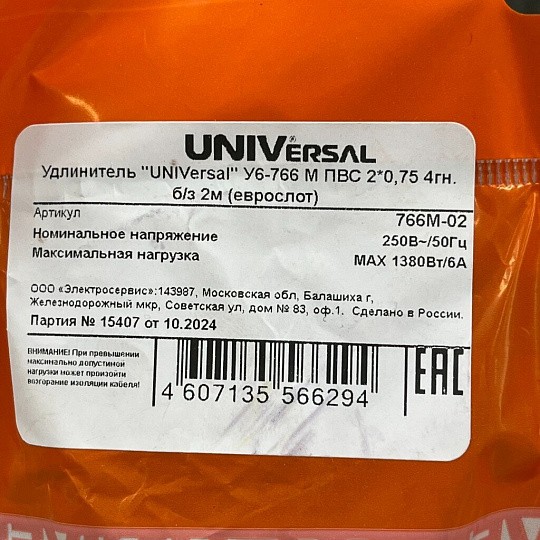 UNIVERSAL
Удлинитель "UNIVersal" У6-766 М ПВС 2*0,75 4гн.
б/з 2м (еврослот)
Артикул 766М-02
Номинальное напряжение 250В~/50Гц
Максимальная нагрузка MAX 1380Вт/6А
ООО «Электросервис»:143987, Московская обл, Балашиха г,
Железнодорожный мкр, Советская ул, дом № 83, оф.1. Сделано в России.
Партия № 15407 от 10.2024
ВНИМАНИЕ! При превышении
максимально допустимой
нагрузки может произойти
возгорание изоляции кабеля!
4 607135 566294
EAC